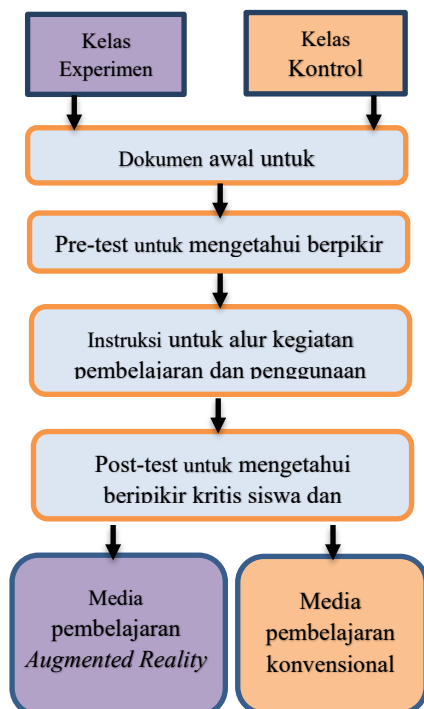 Kelas
Experimen
Kelas
Kontrol
Dokumen awal untuk
Pre-test untuk mengetahui berpikir
Instruksi untuk alur kegiatan
pembelajaran dan penggunaan
Post-test untuk mengetahui
beripikir kritis siswa dan
Media
pembelajaran
Augmented Reality
Media
pembelajaran
konvensional